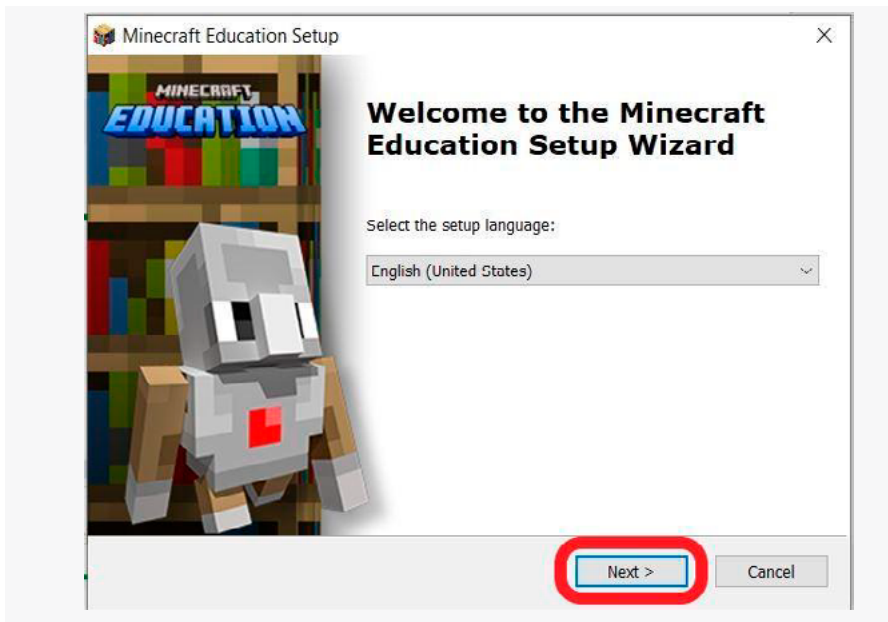 Minecraft Education Setup
MINECRAFT
EDUCATION
Welcome to the Minecraft
Education Setup Wizard
Select the setup language:
English (United States)
Next >
Cancel